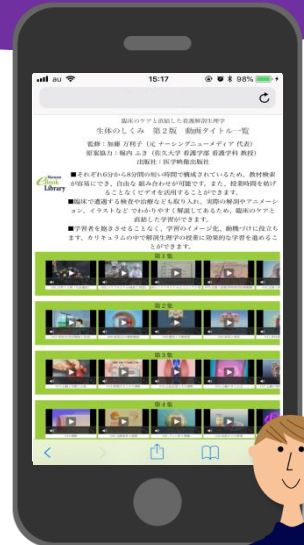 au 15:17 98%
臨床のケアと直結した看護解剖生理学
生体のしくみ 第2版 動画タイトル一覧
監修：加藤 万利子（元 ナーシングニューメディア 代表）
原案協力：堀内 ふき（佐久大学 看護学部 看護学科 教授）
出版社：医学映像出版社
Maruzen
eBook
Library
■それぞれ6分から8分間の短い時間で構成されているため、教材検索
が容易にでき、自由な 組み合わせが可能です。また、授業時間を妨げ
ることなくビデオを活用することができます。
■臨床で遭遇する検査や治療なども取り入れ、実際の解剖やアニメーシ
ョン、イラストなど でわかりやすく解説してあるため、臨床のケアと
直結した学習ができます。
■学習者を飽きさせることなく、学習のイメージ化、動機づけに役立ち
ます。カリキュラムの中で解剖生理学の授業に効果的な学習を進めるこ
とができます。
第1集
第2集
第3集
第4集